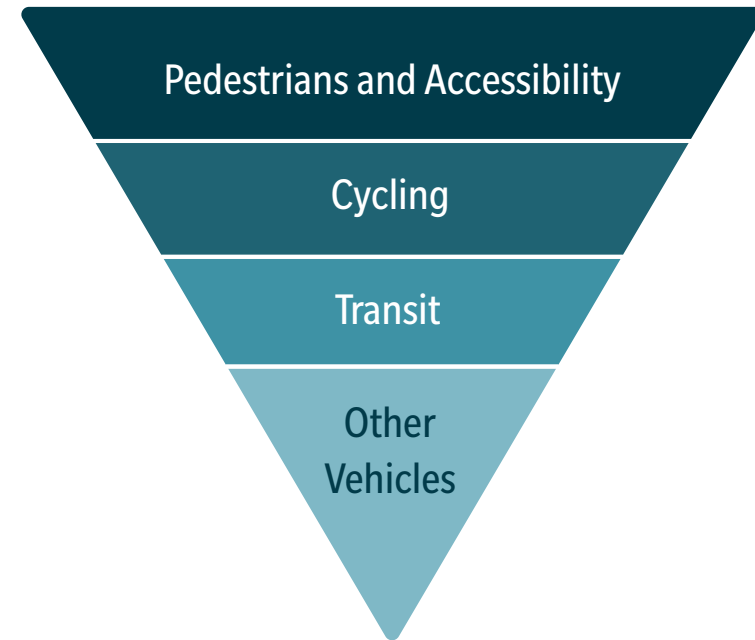 Pedestrians and Accessibility
Cycling
Transit
Other
Vehicles